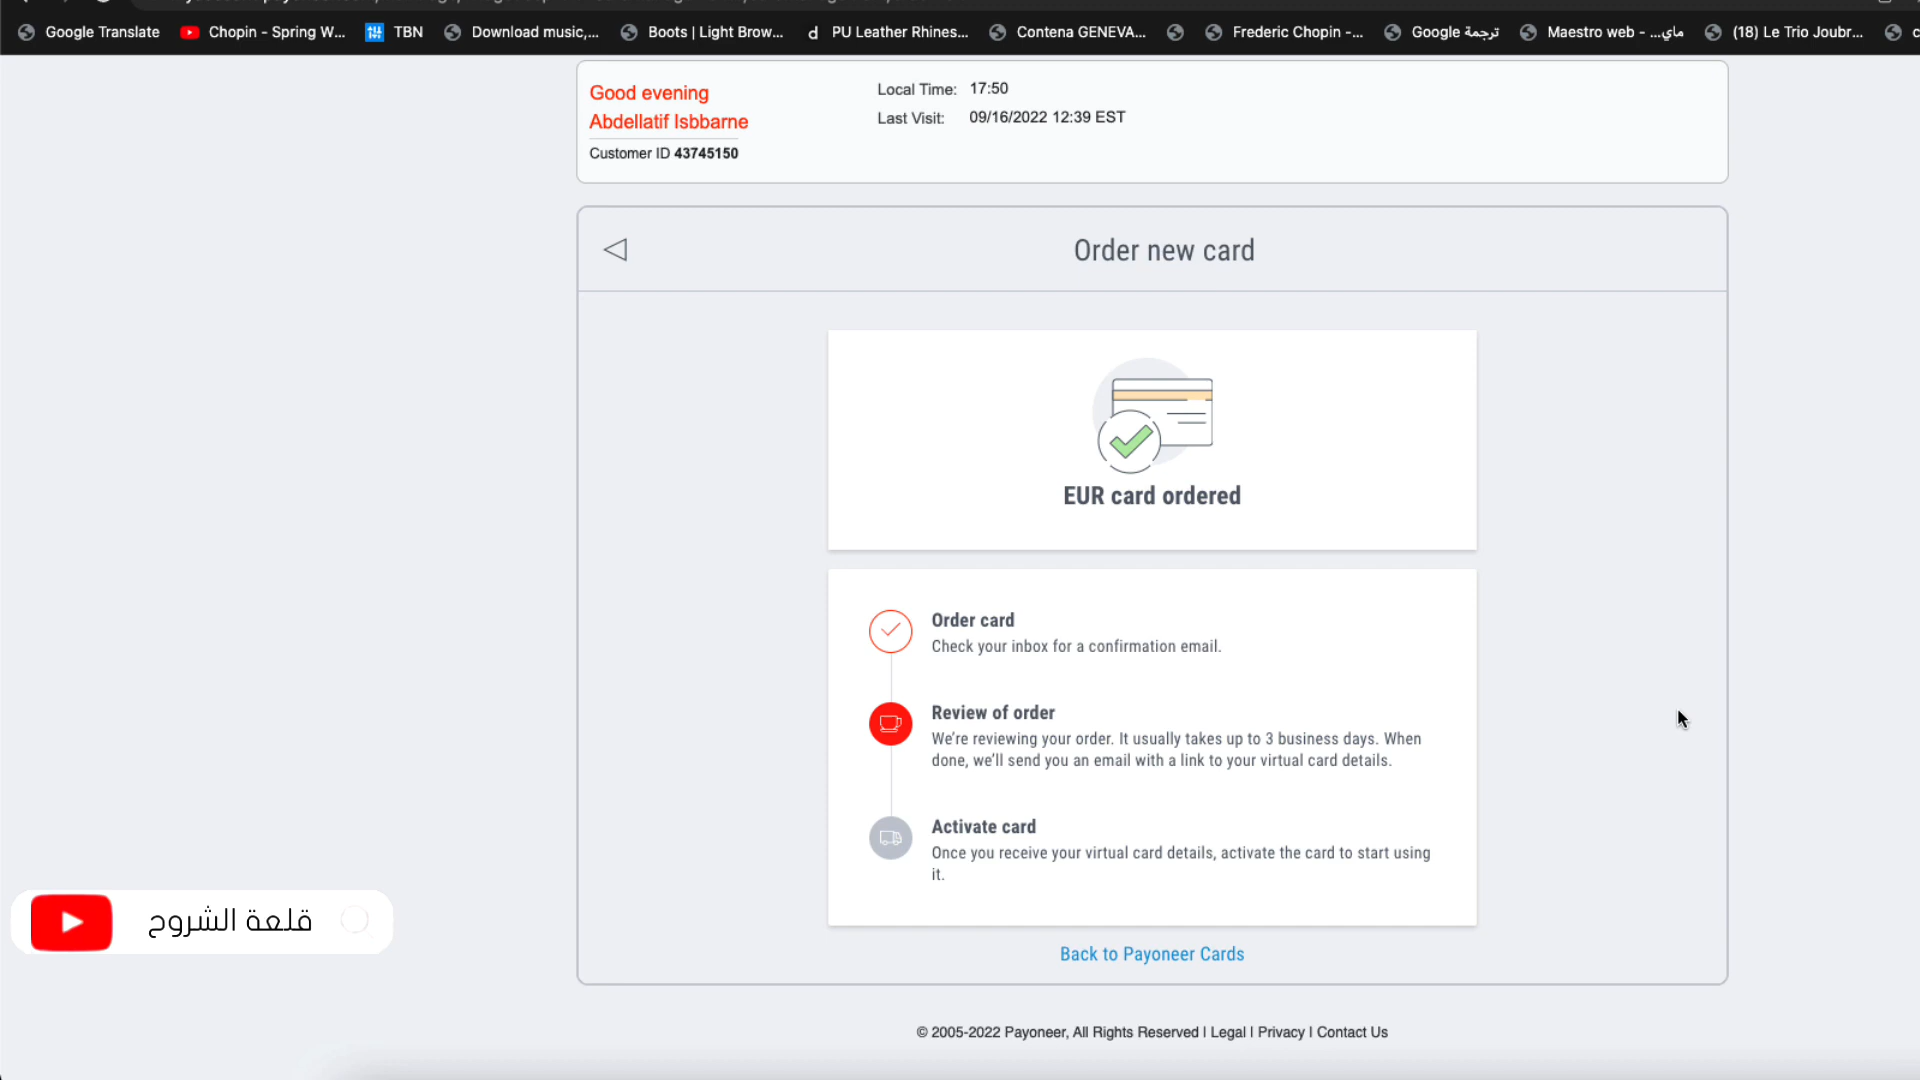 Google Translate
Chopin - Spring W...
TBN
Download music,...
Boots | Light Brow...
PU Leather Rhines...
Contena GENEVA...
Frederic Chopin -...
ترجمة Google
Maestro web - ...ماي
(18) Le Trio Joubr...
Good evening
Abdellatif Isbbarne
Customer ID 43745150
Local Time: 17:50
Last Visit: 09/16/2022 12:39 EST
Order new card
EUR card ordered
Order card
Check your inbox for a confirmation email.
Review of order
We're reviewing your order. It usually takes up to 3 business days. When
done, we'll send you an email with a link to your virtual card details.
Activate card
Once you receive your virtual card details, activate the card to start using
it.
قلعة الشروح
Back to Payoneer Cards
© 2005-2022 Payoneer, All Rights Reserved | Legal | Privacy | Contact Us